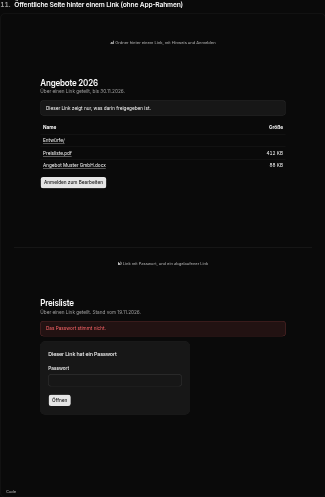 11. Öffentliche Seite hinter einem Link (ohne App-Rahmen)
a) Ordner hinter einem Link, mit Hinweis und Anmelden
Angebote 2026
Über einen Link geteilt, bis 30.11.2026.
Dieser Link zeigt nur, was darin freigegeben ist.
Name Größe
Entwürfe/
Preisliste.pdf 412 KB
Angebot Muster GmbH.docx 88 KB
Anmelden zum Bearbeiten
b) Link mit Passwort, und ein abgelaufener Link
Preisliste
Über einen Link geteilt. Stand vom 19.11.2026.
Das Passwort stimmt nicht.
Dieser Link hat ein Passwort
Passwort
Öffnen
Code